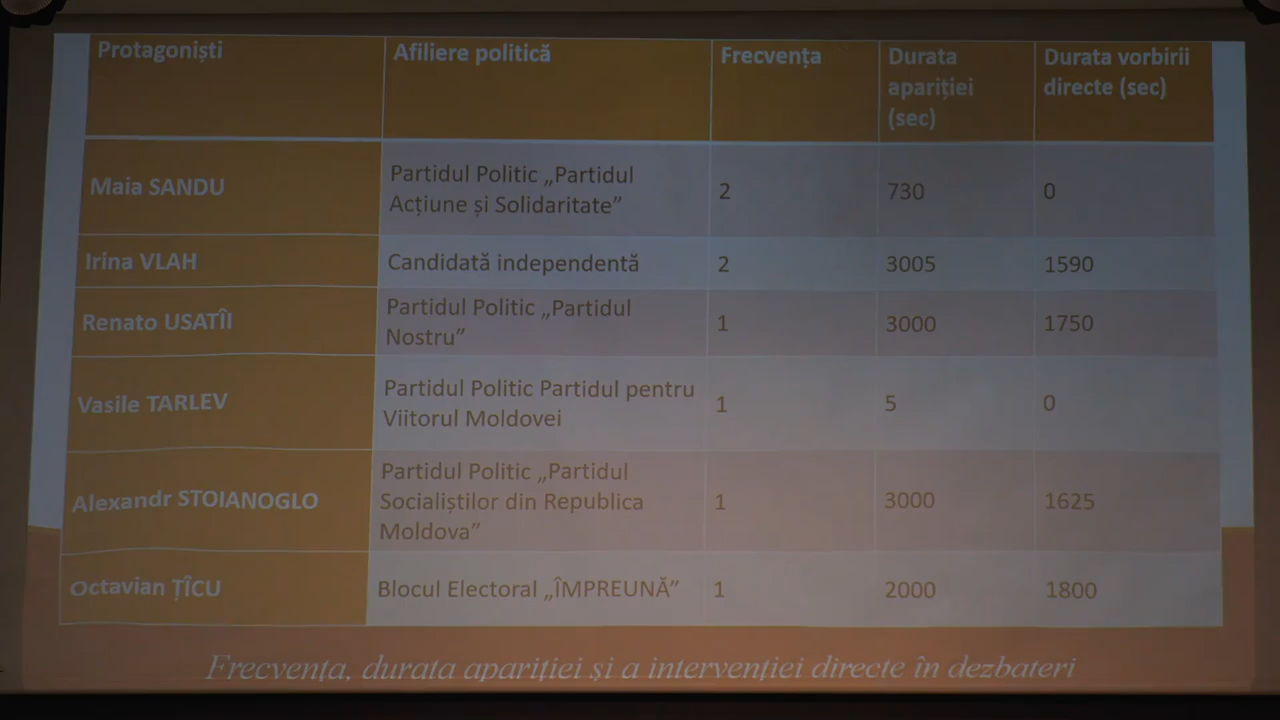 Protagoniști
Afiliere politică
Frecvența
Durata
apariției
(sec)
Durata vorbirii
directe (sec)
Maia SANDU
Partidul Politic „Partidul
Acțiune și Solidaritate”
2
730
0
Irina VLAH
Candidată independentă
2
3005
1590
Renato USATÎI
Partidul Politic „Partidul
Nostru”
1
3000
1750
Vasile TARLEV
Partidul Politic Partidul pentru
Viitorul Moldovei
1
5
0
Alexandr STOIANOGLO
Partidul Politic „Partidul
Socialiștilor din Republica
Moldova”
1
3000
1625
Octavian ȚÎCU
Blocul Electoral „ÎMPREUNĂ”
1
2000
1800
Frecvența, durata apariției și a intervenției directe în dezbateri